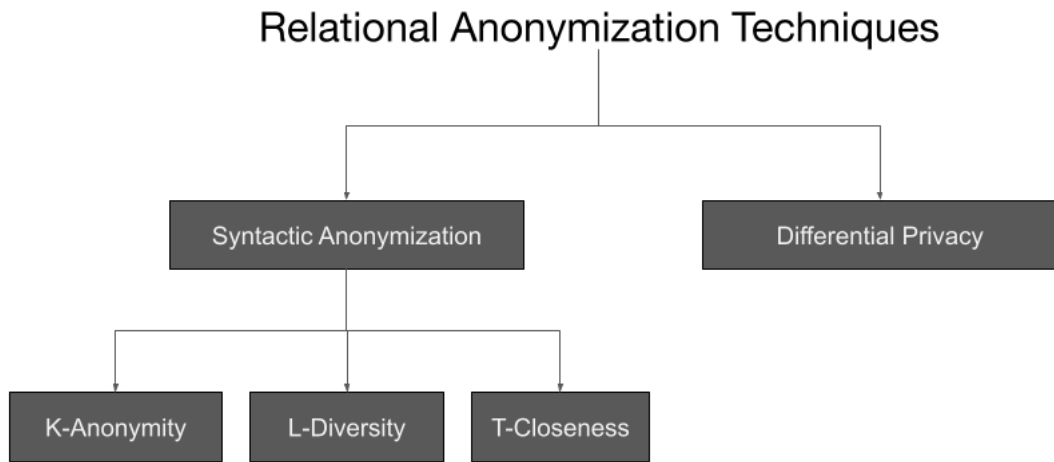 Relational Anonymization Techniques
Syntactic Anonymization
Differential Privacy
K-Anonymity
L-Diversity
T-Closeness